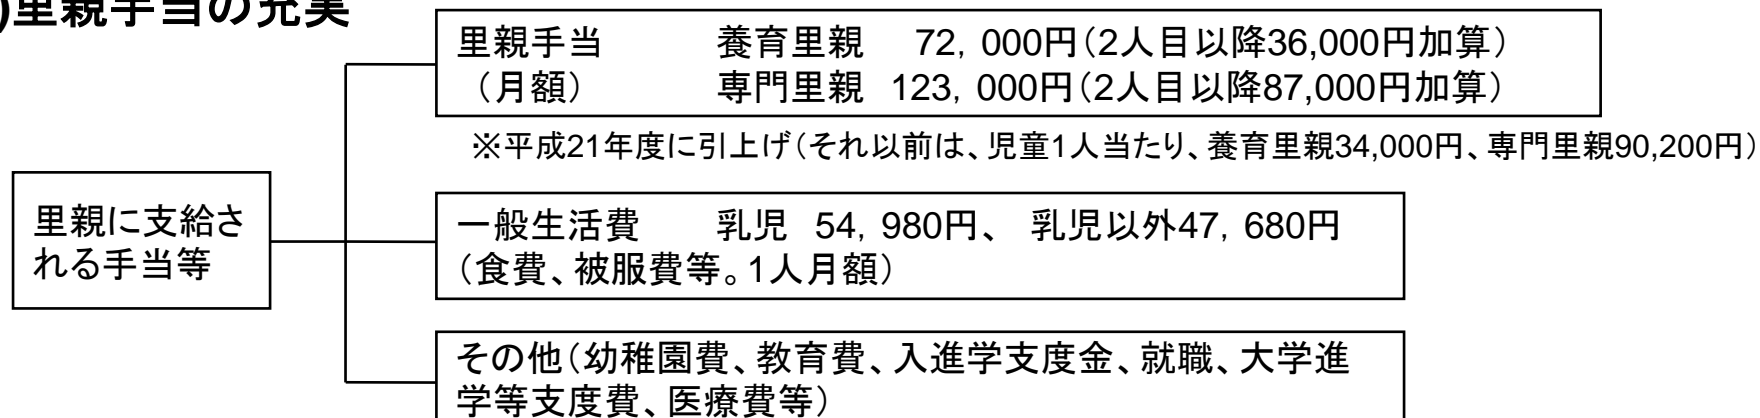 )里親手当の充実
里親手当　　養育里親　72，000円（2人目以降36,000円加算）
（月額）　　専門里親　123，000円（2人目以降87,000円加算）
※平成21年度に引上げ（それ以前は、児童1人当たり、養育里親34,000円、専門里親90,200円）
里親に支給さ
れる手当等
一般生活費　　乳児　54，980円、　乳児以外47，680円
（食費、被服費等。1人月額）
その他（幼稚園費、教育費、入進学支度金、就職、大学進
学等支度費、医療費等）